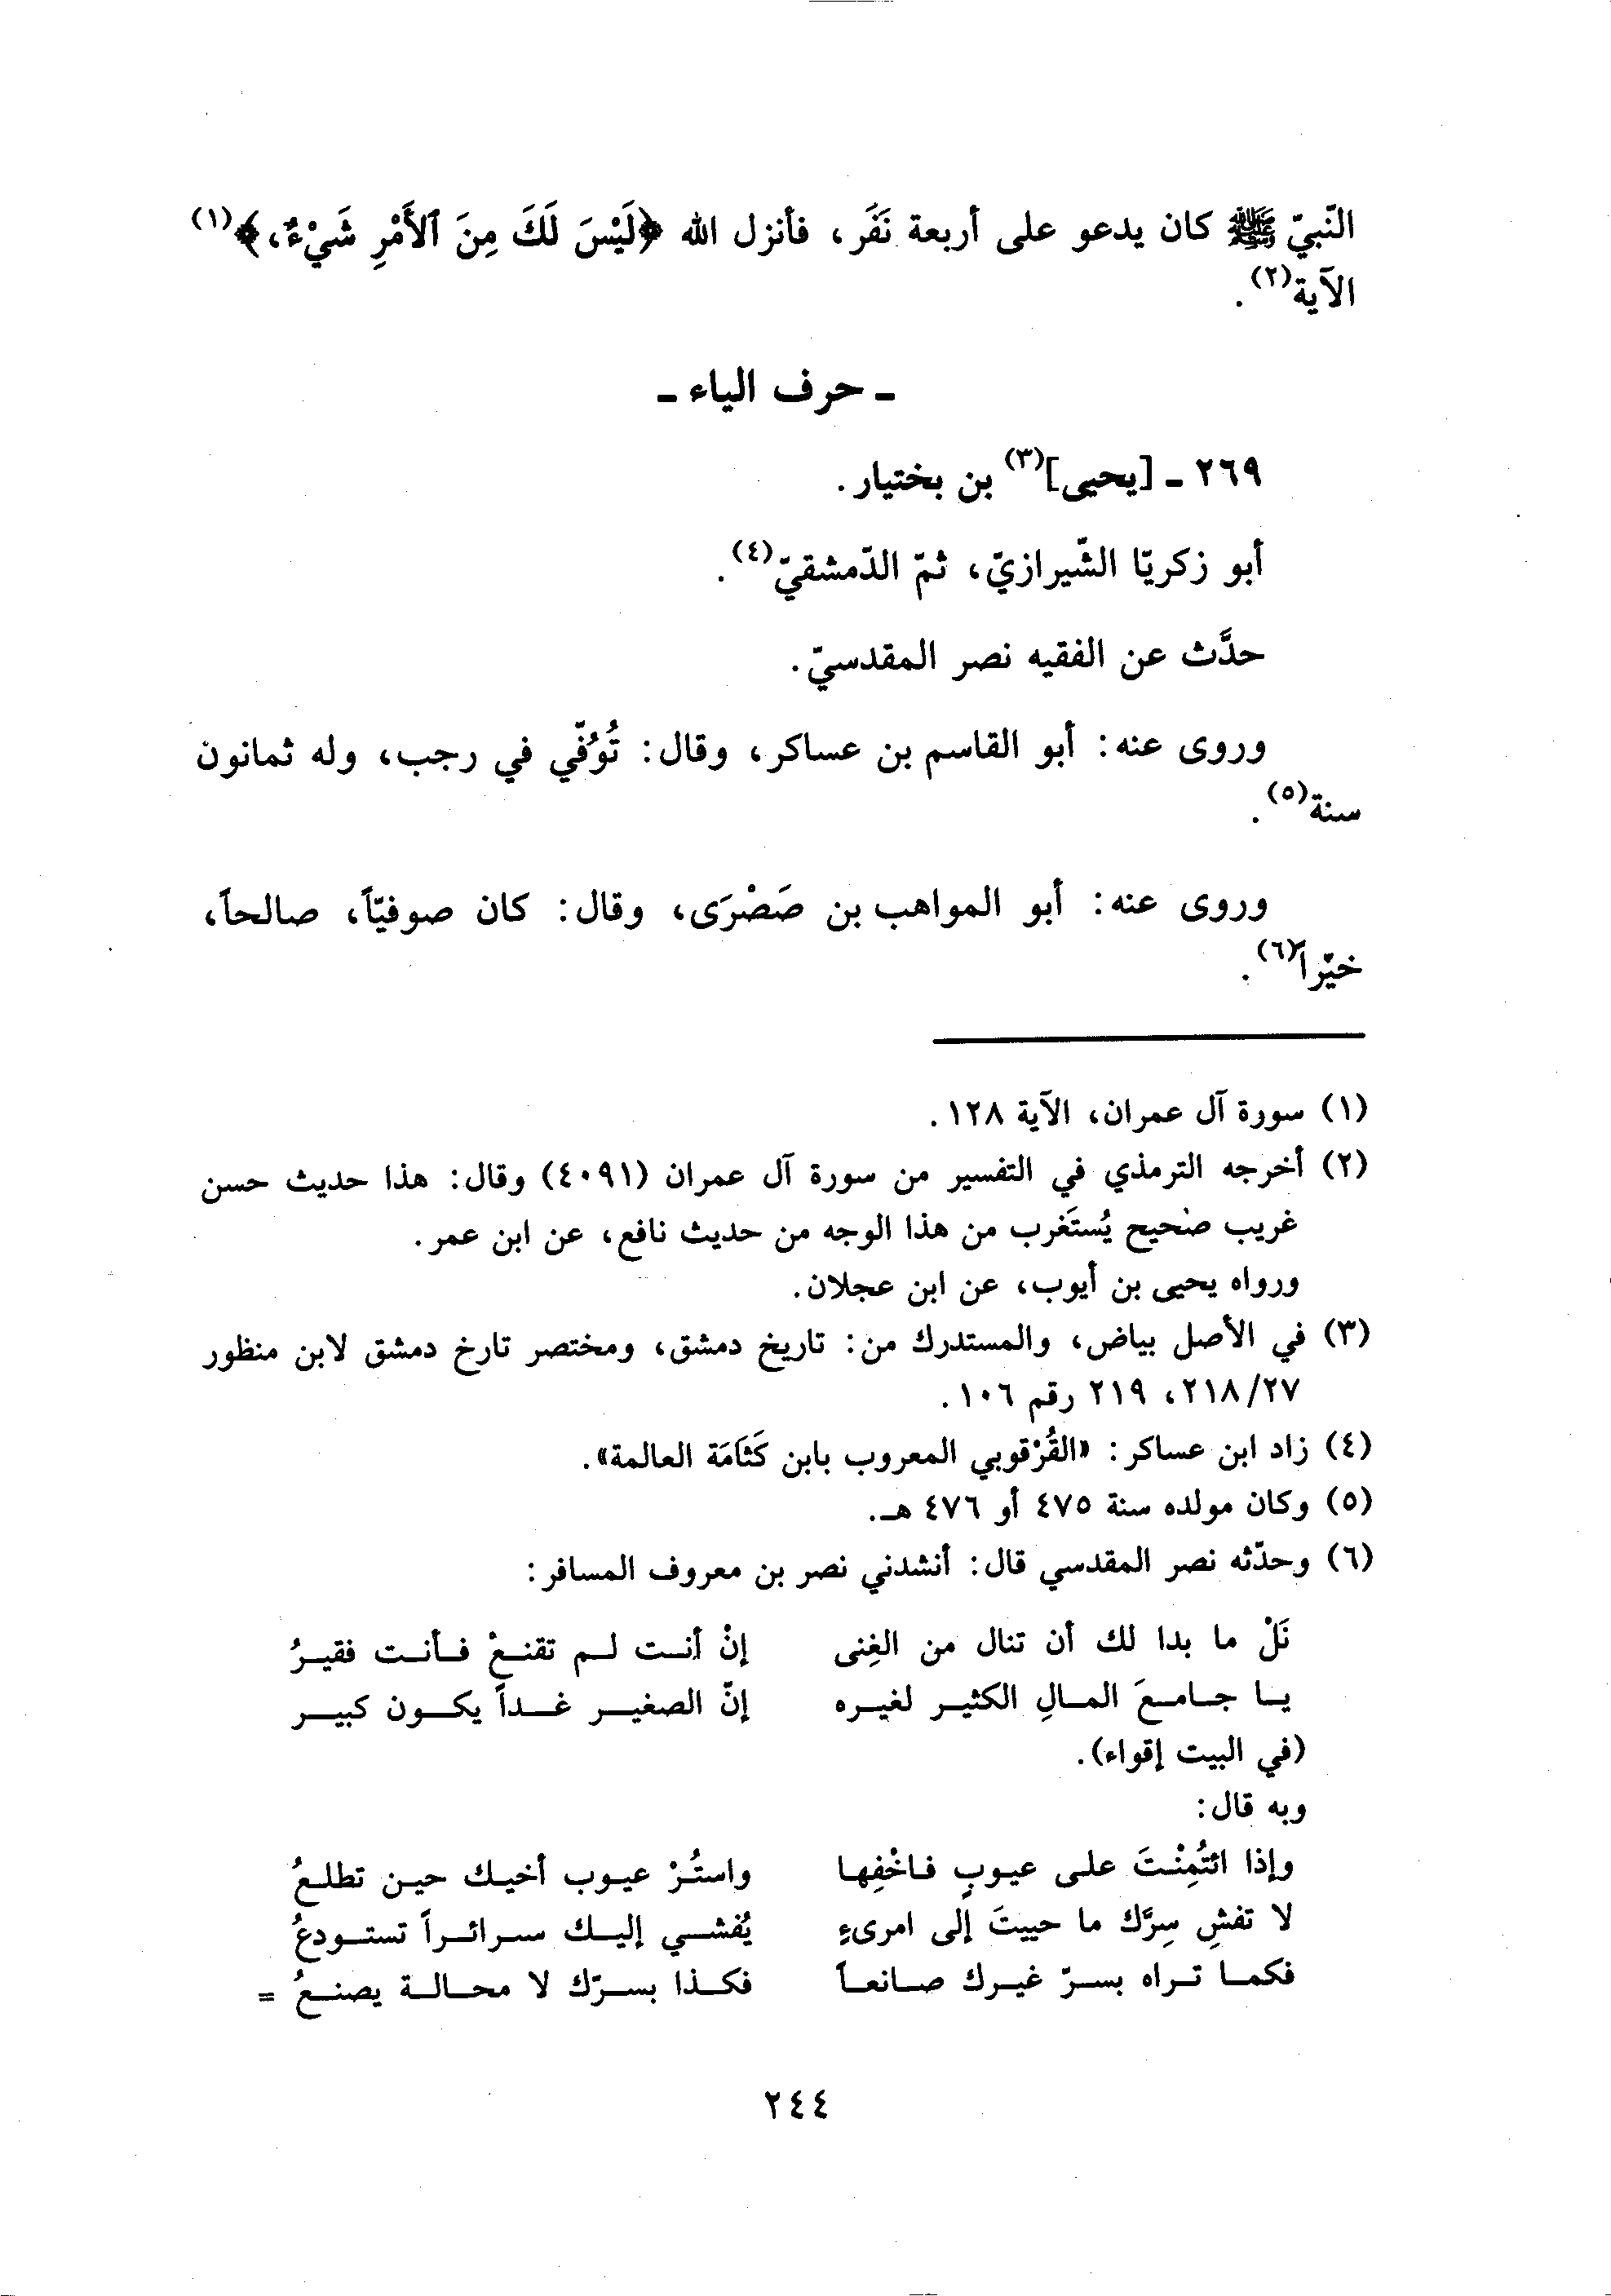 النّبيّ ﷺ كان يدعو على أربعة نَفَر، فأنزل الله ﴿لَيْسَ لَكَ مِنَ ٱلأَمْرِ شَيْءٌ،﴾(١)
الآية(٢).
ـ حرف الياء ـ
٢٦٩ ـ [يحيى](٣) بن بختيار.
أبو زكريّا الشّيرازيّ، ثمّ الدّمشقيّ(٤).
حدَّث عن الفقيه نصر المقدسيّ.
وروى عنه: أبو القاسم بن عساكر، وقال: تُوُفّي في رجب، وله ثمانون
سنة(٥).
وروى عنه: أبو المواهب بن صَصْرَى، وقال: كان صوفيّاً، صالحاً،
خيّراً(٦).
(١) سورة آل عمران، الآية ١٢٨.
(٢) أخرجه الترمذي في التفسير من سورة آل عمران (٤٠٩١) وقال: هذا حديث حسن
غريب صحيح يُستَغرب من هذا الوجه من حديث نافع، عن ابن عمر.
ورواه يحيى بن أيوب، عن ابن عجلان.
(٣) في الأصل بياض، والمستدرك من: تاريخ دمشق، ومختصر تارخ دمشق لابن منظور
٢١٨/٢٧، ٢١٩ رقم ١٠٦.
(٤) زاد ابن عساكر: «القُرْقوبي المعروب بابن كَثَامَة العالمة».
(٥) وكان مولده سنة ٤٧٥ أو ٤٧٦ هـ.
(٦) وحدّثه نصر المقدسي قال: أنشدني نصر بن معروف المسافر:
نَلْ ما بدا لك أن تنال من الغِنى إنْ أنت لم تقنعْ فأنت فقيرُ
يا جامعَ المالِ الكثير لغيره إنّ الصغير غداً يكون كبير
(في البيت إقواء).
وبه قال:
وإذا ائتُمِنْتَ على عيوبٍ فاخْفِها واستُرْ عيوب أخيك حين تطلعُ
لا تفشِ سِرَّك ما حييتَ إلى امرىءٍ يُفشي إليك سرائراً تستودعُ
فكما تراه بسرّ غيرك صانعاً فكذا بسرّك لا محالة يصنعُ =
٢٤٤